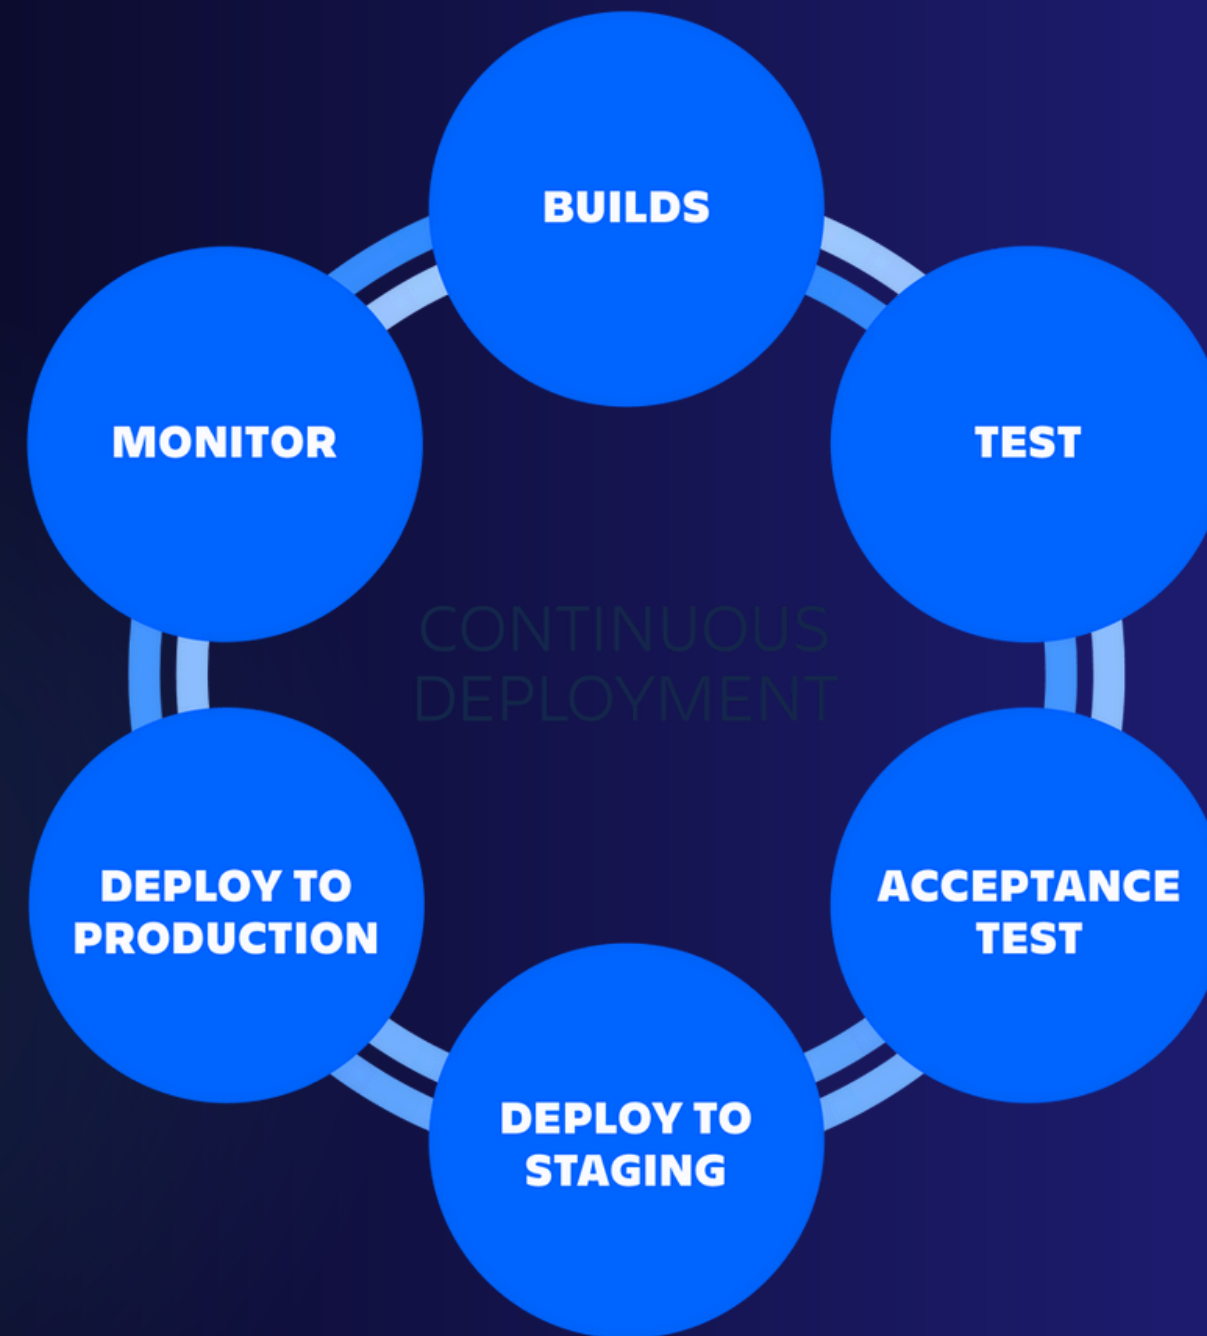 BUILDS
TEST
ACCEPTANCE
TEST
DEPLOY TO
STAGING
DEPLOY TO
PRODUCTION
MONITOR
CONTINUOUS
DEPLOYMENT